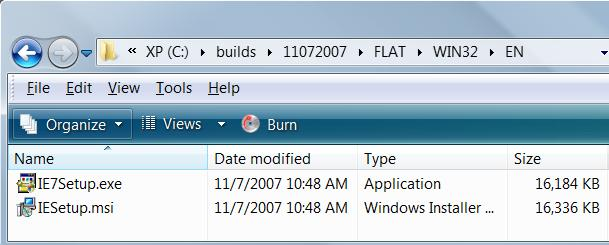 XP (C:) builds 11072007 FLAT WIN32 EN
File Edit View Tools Help
Organize Views Burn
Name Date modified Type Size
IE7Setup.exe 11/7/2007 10:48 AM Application 16,184 KB
IESetup.msi 11/7/2007 10:48 AM Windows Installer ... 16,336 KB